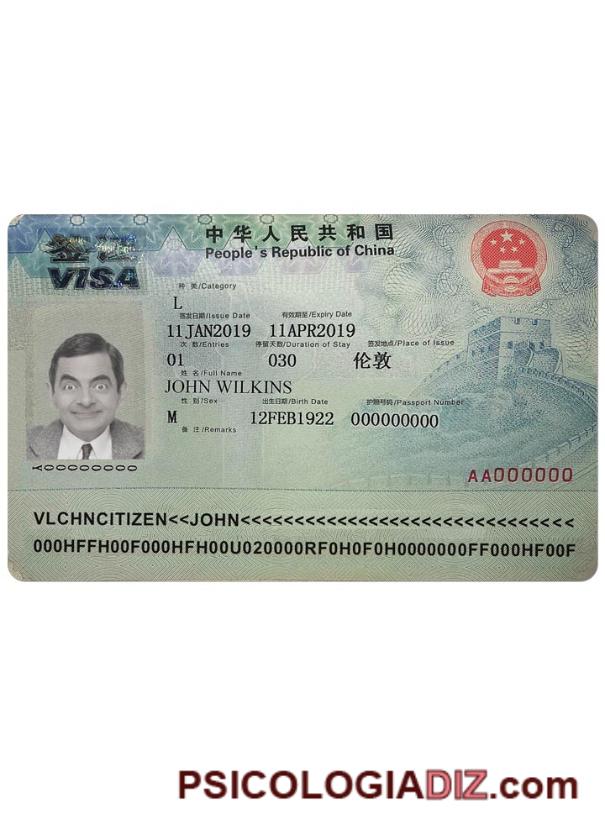 中华人民共和国
签证
VISA
People's Republic of China
种 类/Category
L
签发日期/Issue Date 有效期至/Expiry Date
11JAN2019 11APR2019
次 数/Entries 停留天数/Duration of Stay 签发地点/Place of Issue
01 030 伦敦
姓 名/Full Name
JOHN WILKINS
性 别/Sex 出生日期/Birth Date 护照号码/Passport Number
M 12FEB1922 000000000
备 注/Remarks
Y00000000
AA000000
VLCHNCITIZEN<<JOHN<<<<<<<<<<<<<<<<<<<<<<<<<<<<<<<
000HFFH00F000HFH00U020000RF0H0F0H0000000FF000HF00F
PSICOLOGIADIZ.com